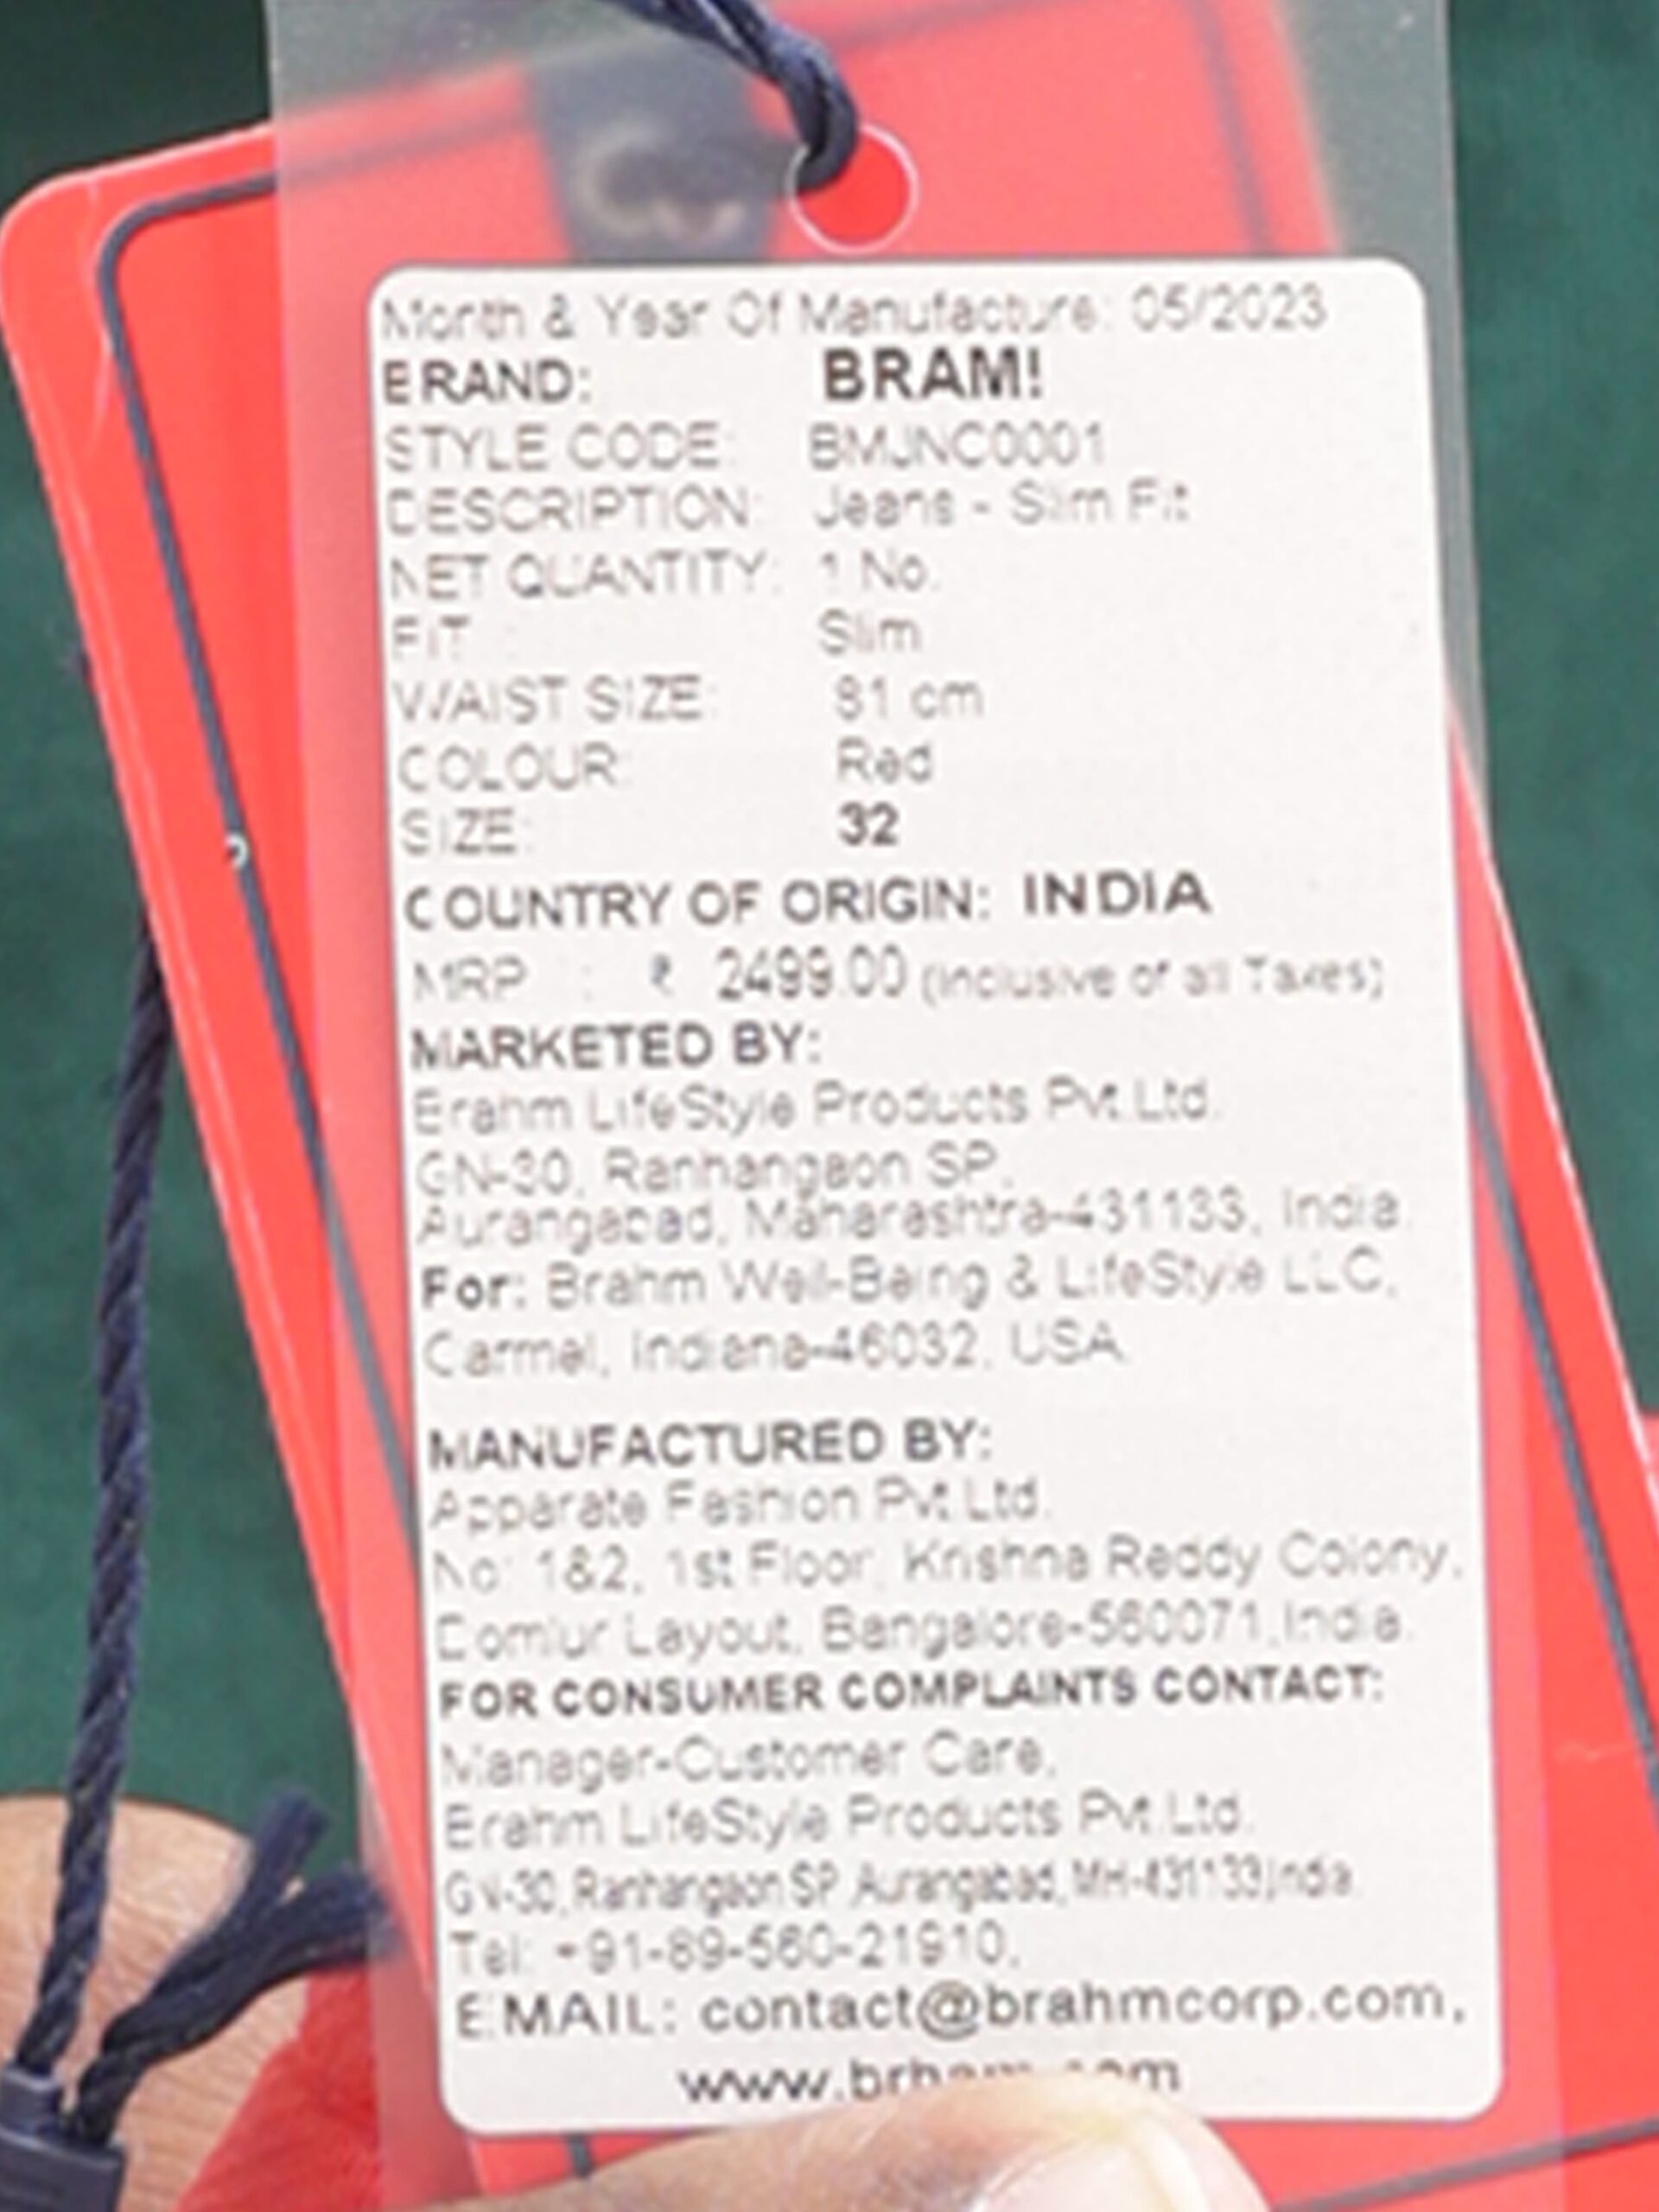 Month & Year Of Manufacture: 05/2023
BRAND: BRAM!
STYLE CODE: BMJNC0001
DESCRIPTION: Jeans - Slim Fit
NET QUANTITY: 1 No.
FIT : Slim
WAIST SIZE: 81 cm
COLOUR: Red
SIZE: 32
COUNTRY OF ORIGIN: INDIA
MRP : ₹ 2499.00 (Inclusive of all Taxes)
MARKETED BY:
Brahm LifeStyle Products Pvt.Ltd.
GN-30, Ranhangaon SP,
Aurangabad, Maharashtra-431133, India.
For: Brahm Well-Being & LifeStyle LLC,
Carmel, Indiana-46032, USA.
MANUFACTURED BY:
Apparate Fashion Pvt.Ltd.
No: 1&2, 1st Floor, Krishna Reddy Colony,
Domlur Layout, Bangalore-560071,India.
FOR CONSUMER COMPLAINTS CONTACT:
Manager-Customer Care,
Brahm LifeStyle Products Pvt.Ltd.
GN-30,Ranhangaon SP, Aurangabad,MH-431133,India.
Tel: +91-89-560-21910,
E:MAIL: contact@brahmcorp.com,